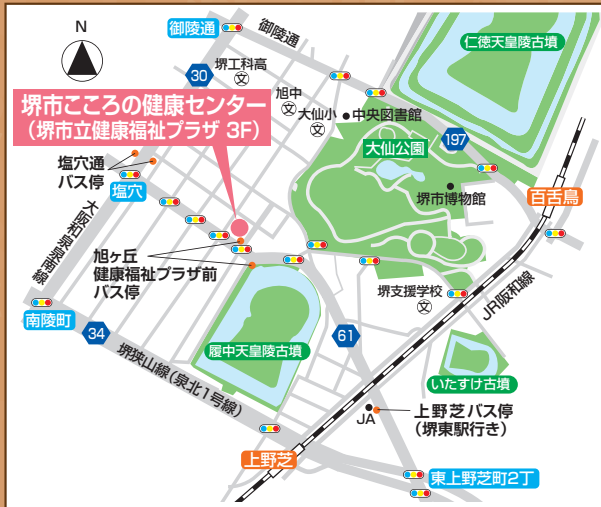 N
御陵通
御陵通
仁徳天皇陵古墳
30
堺工科高
文
旭中
文
大仙小
文
中央図書館
堺市こころの健康センター
（堺市立健康福祉プラザ 3F）
大仙公園
197
塩穴通
バス停
塩穴
堺市博物館
百舌鳥
大阪和泉泉南線
旭ヶ丘
健康福祉プラザ前
バス停
堺支援学校
文
JR阪和線
南陵町
34
履中天皇陵古墳
61
いたすけ古墳
堺狭山線（泉北1号線）
JA
上野芝バス停
（堺東駅行き）
上野芝
東上野芝町2丁